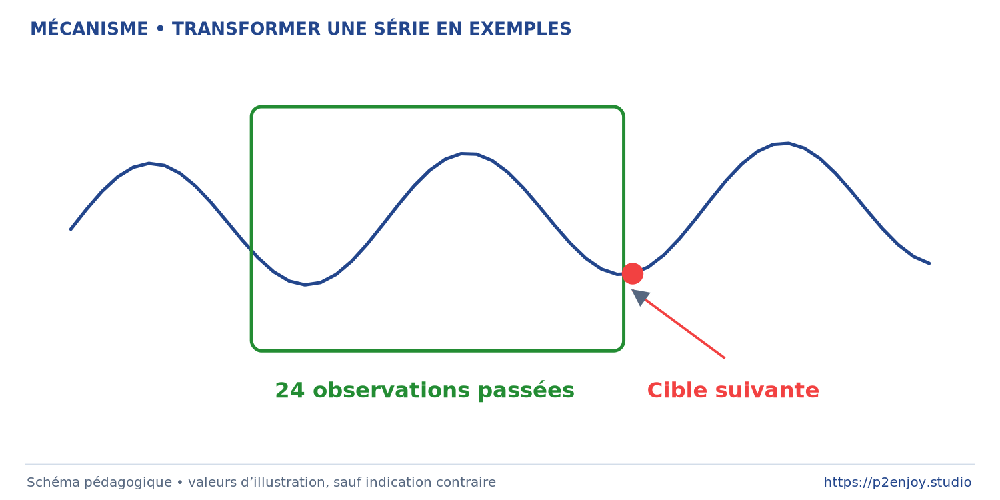 MÉCANISME • TRANSFORMER UNE SÉRIE EN EXEMPLES
24 observations passées
Cible suivante
Schéma pédagogique • valeurs d’illustration, sauf indication contraire
https://p2enjoy.studio